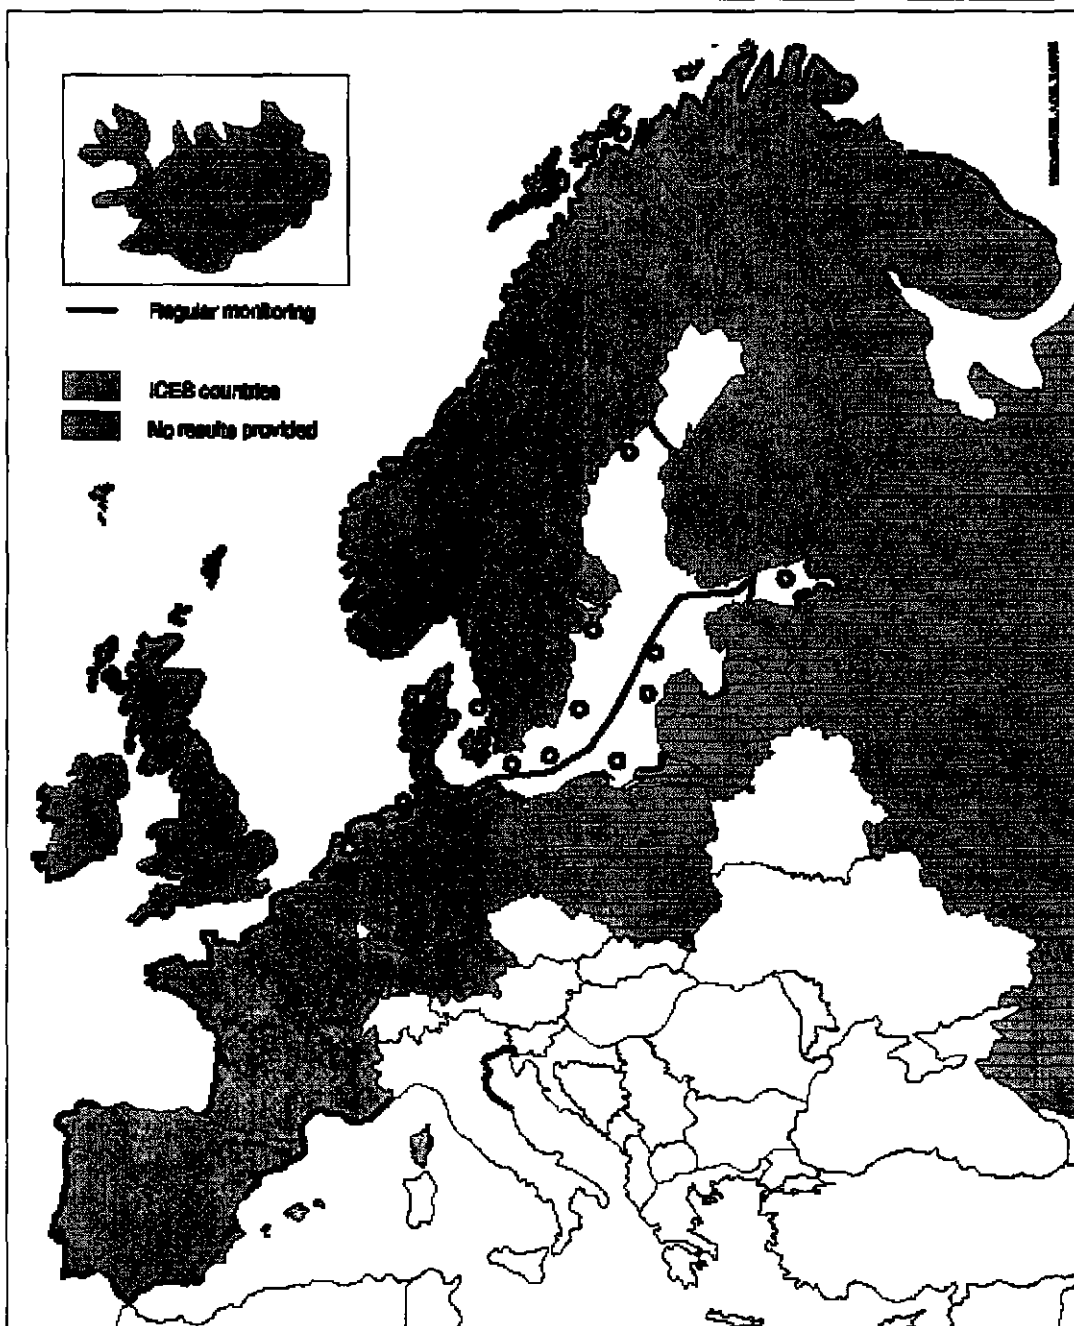 Regular monitoring
ICES countries
No results provided